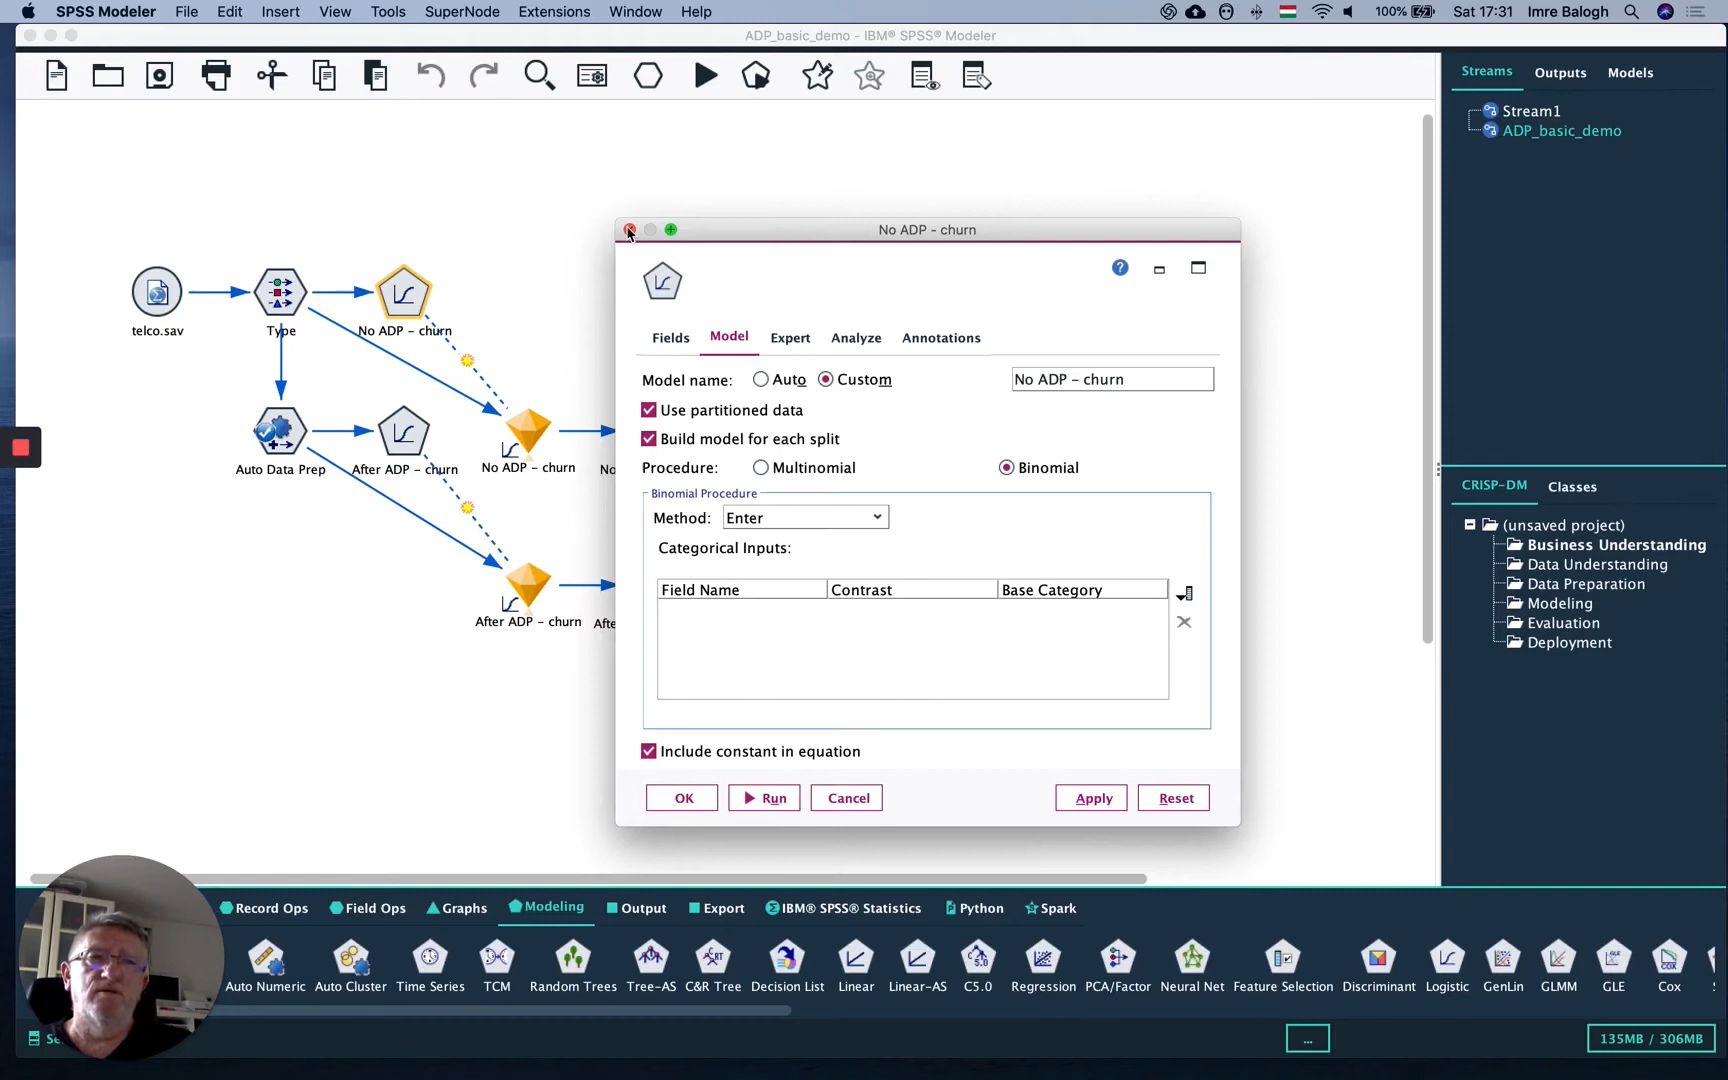 SPSS Modeler File Edit Insert View Tools SuperNode Extensions Window Help 100% Sat 17:31 Imre Balogh
ADP_basic_demo - IBM® SPSS® Modeler
Streams Outputs Models
Stream1
ADP_basic_demo
No ADP - churn
Fields Model Expert Analyze Annotations
telco.sav Type No ADP - churn
Model name: Auto Custom No ADP - churn
Use partitioned data
Build model for each split
Auto Data Prep After ADP - churn No ADP - churn No
Procedure: Multinomial Binomial
Binomial Procedure
Method: Enter
Categorical Inputs:
Field Name Contrast Base Category
After ADP - churn Afte
Include constant in equation
OK Run Cancel Apply Reset
CRISP-DM Classes
(unsaved project)
Business Understanding
Data Understanding
Data Preparation
Modeling
Evaluation
Deployment
Record Ops Field Ops Graphs Modeling Output Export IBM® SPSS® Statistics Python Spark
Auto Numeric Auto Cluster Time Series TCM Random Trees Tree-AS C&R Tree Decision List Linear Linear-AS C5.0 Regression PCA/Factor Neural Net Feature Selection Discriminant Logistic GenLin GLMM GLE Cox
Se ... 135MB / 306MB